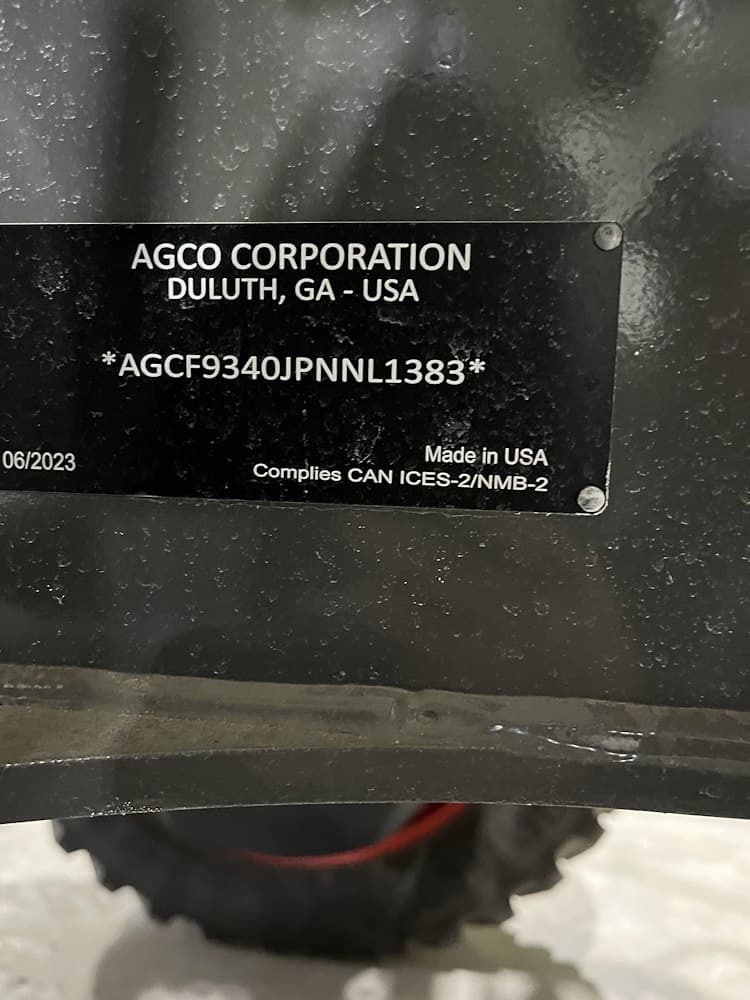 AGCO CORPORATION
DULUTH, GA - USA
*AGCF9340JPNNL1383*
06/2023
Made in USA
Complies CAN ICES-2/NMB-2